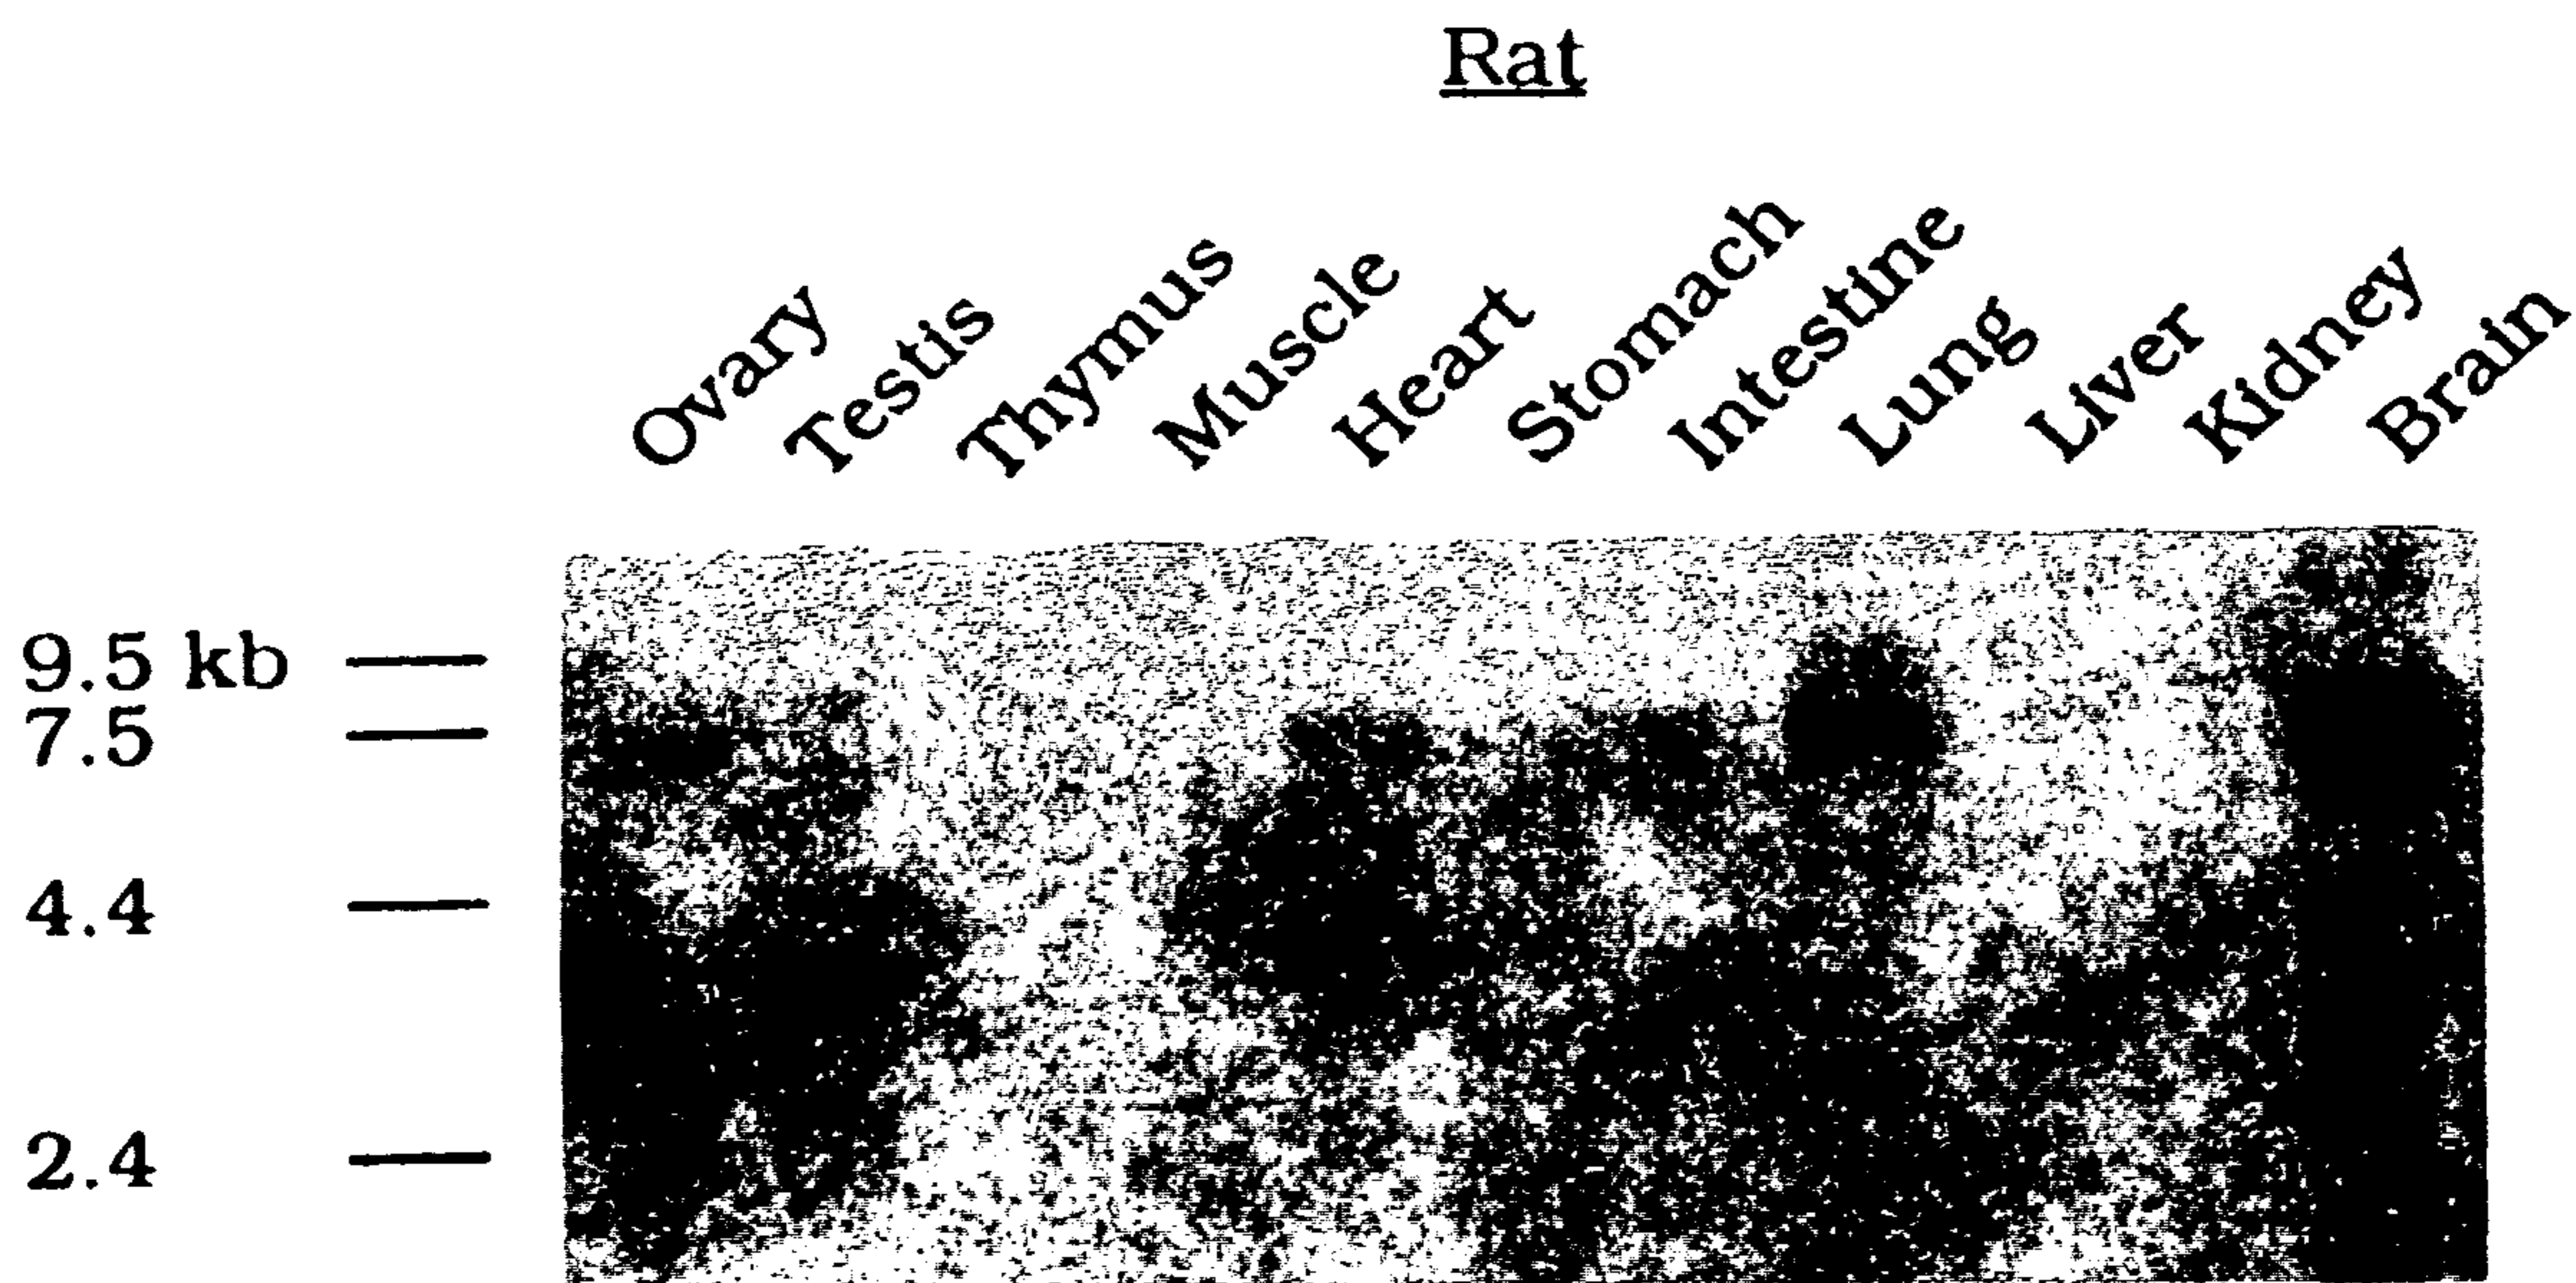 Rat
Ovary
Testis
Thymus
Muscle
Heart
Stomach
Intestine
Lung
Liver
Kidney
Brain
9.5 kb
7.5
4.4
2.4